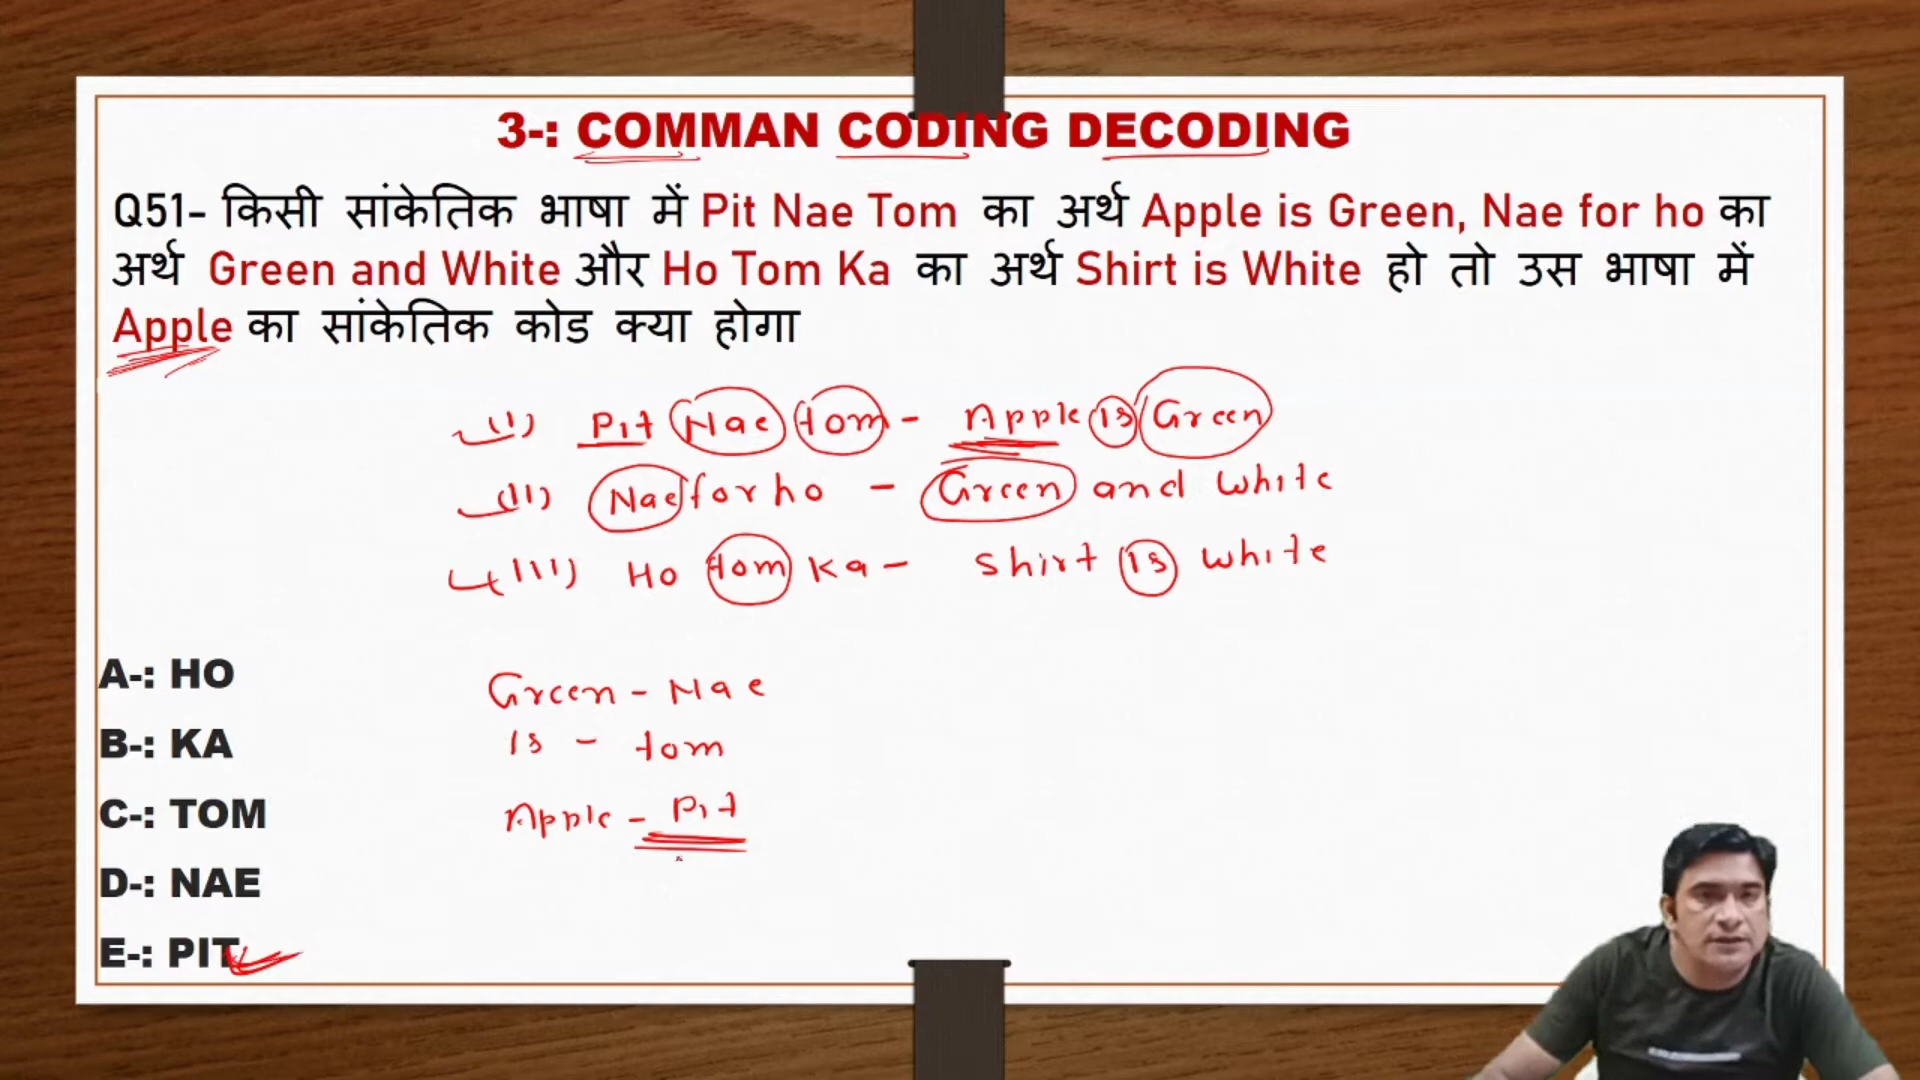 3-: COMMAN CODING DECODING
Q51- किसी सांकेतिक भाषा में Pit Nae Tom का अर्थ Apple is Green, Nae for ho का
अर्थ Green and White और Ho Tom Ka का अर्थ Shirt is White हो तो उस भाषा में
Apple का सांकेतिक कोड क्या होगा
(1) Pit Nae tom - Apple is Green
(11) Nae for ho - Green and white
(111) Ho tom Ka - Shirt is white
A-: HO
B-: KA
C-: TOM
D-: NAE
E-: PIT
Green - Nae
is - tom
Apple - Pit